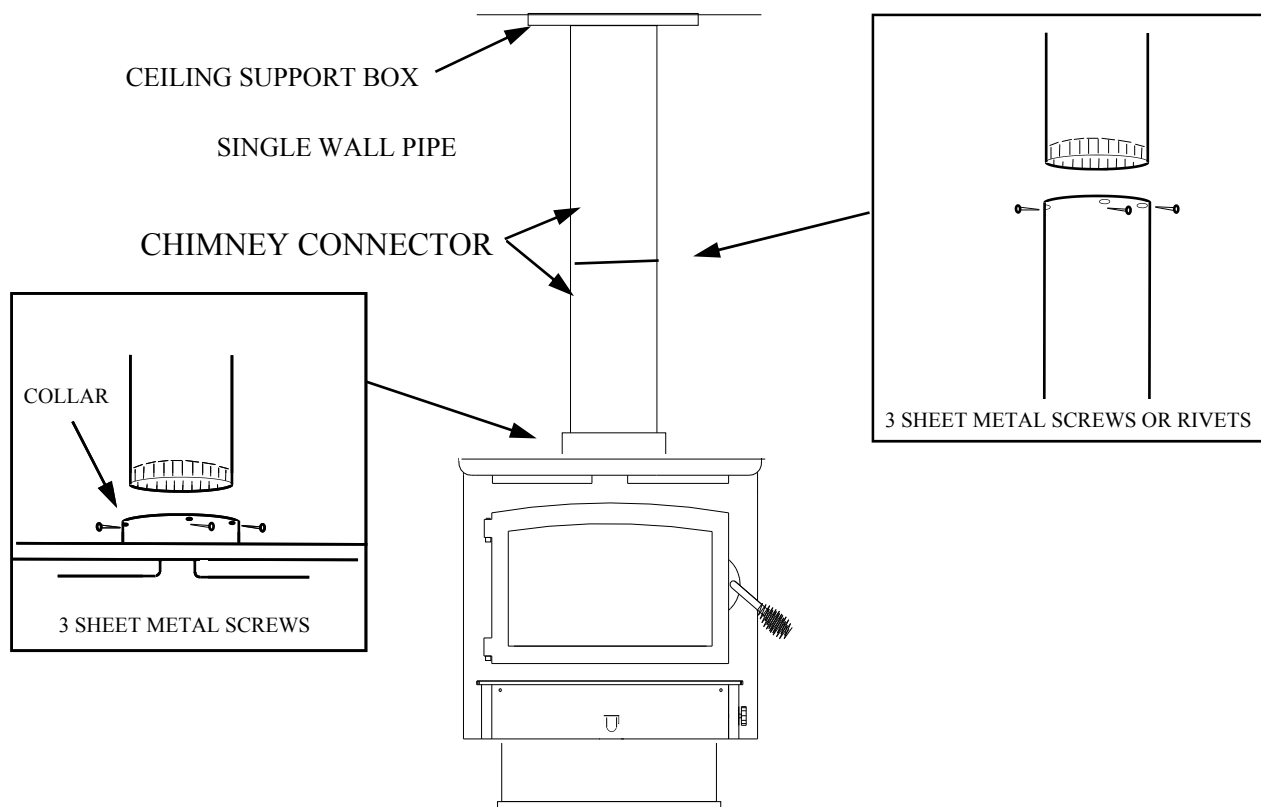 CEILING SUPPORT BOX
SINGLE WALL PIPE
CHIMNEY CONNECTOR
COLLAR
3 SHEET METAL SCREWS
3 SHEET METAL SCREWS OR RIVETS